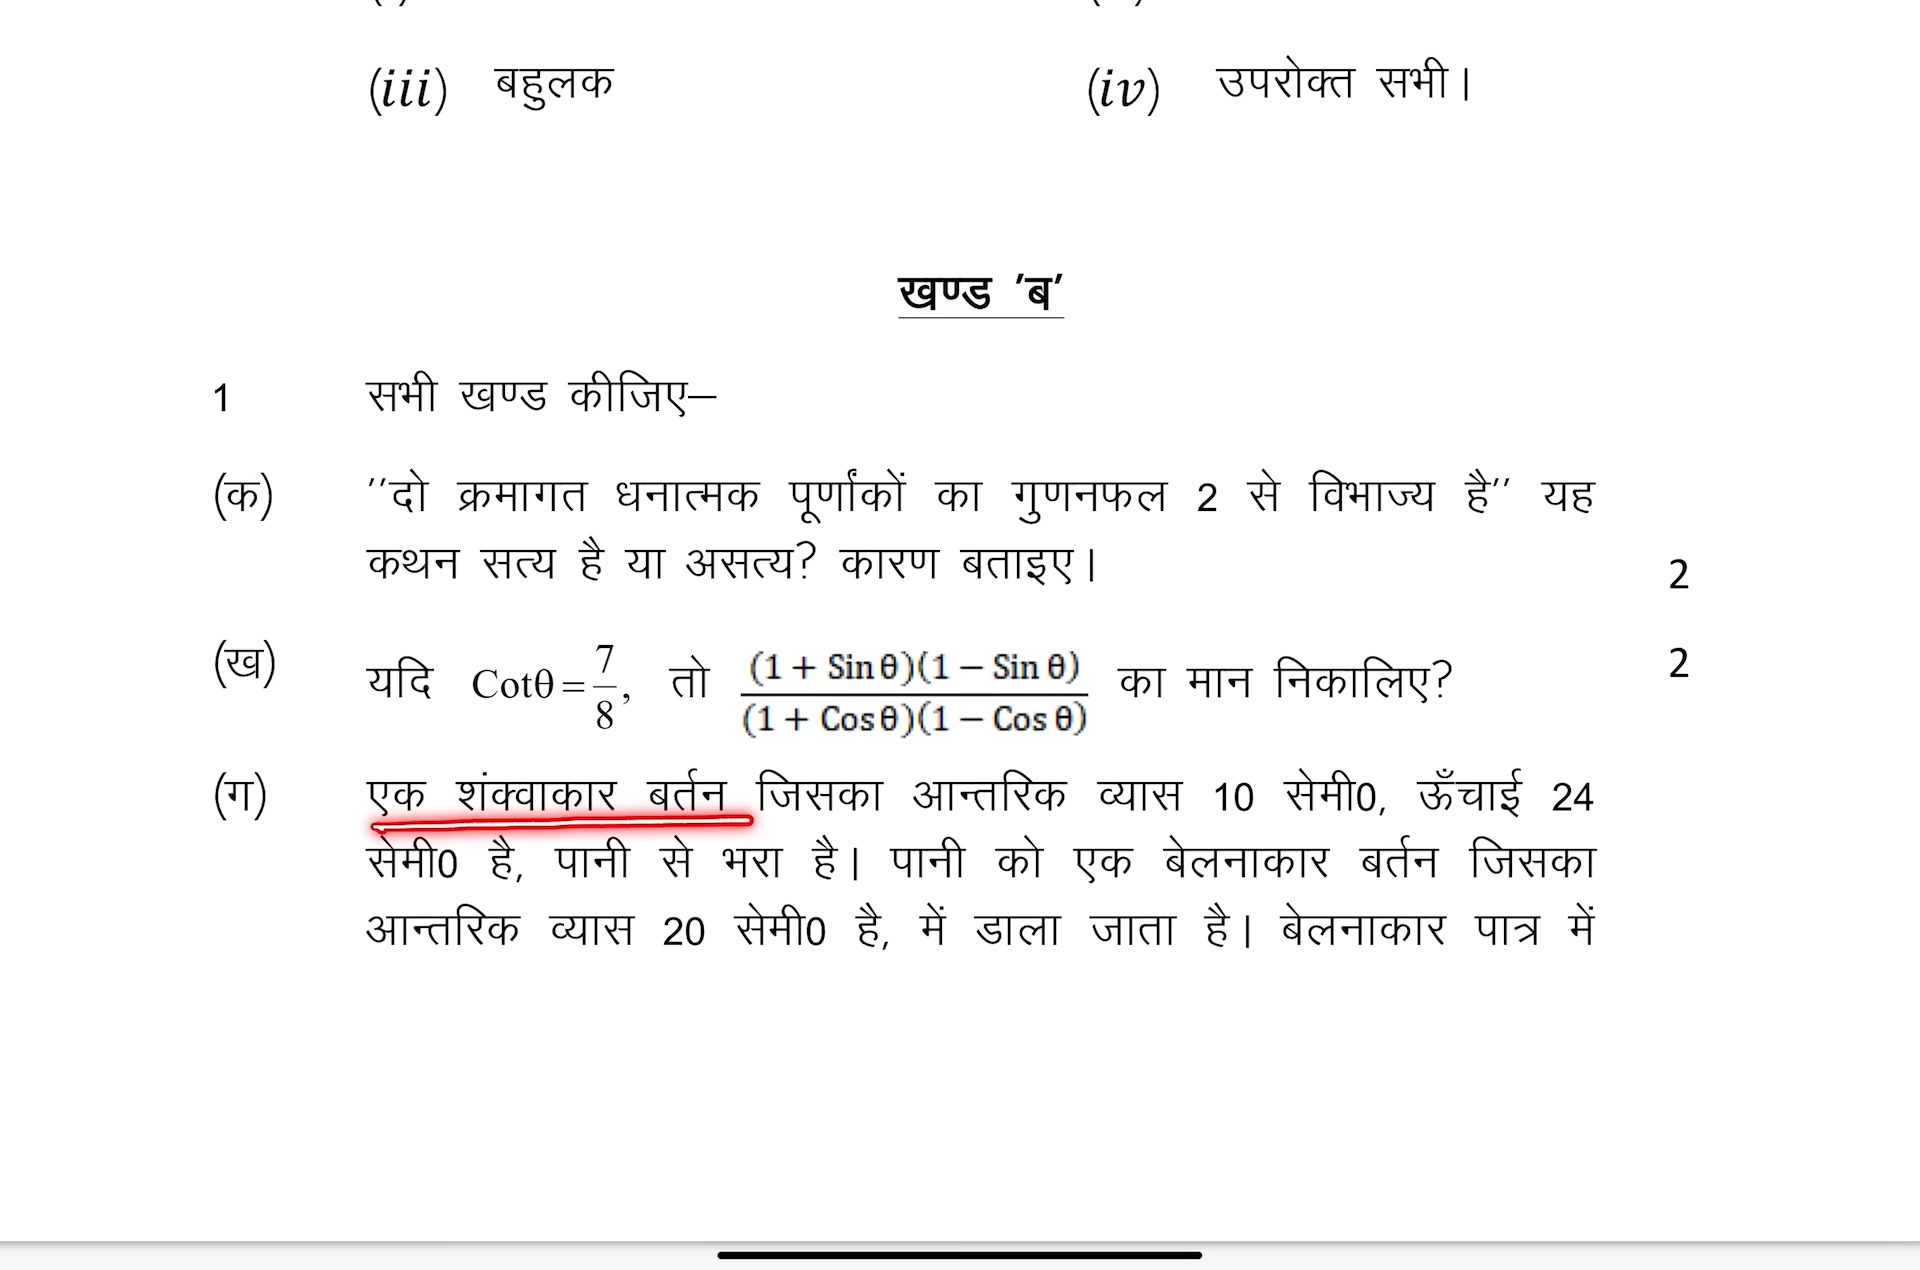 (iii) बहुलक (iv) उपरोक्त सभी।
खण्ड 'ब'
1 सभी खण्ड कीजिए–
(क) ''दो क्रमागत धनात्मक पूर्णांकों का गुणनफल 2 से विभाज्य है'' यह
कथन सत्य है या असत्य? कारण बताइए। 2
(ख) यदि Cotθ = 7/8, तो (1 + Sin θ)(1 − Sin θ)/(1 + Cos θ)(1 − Cos θ) का मान निकालिए? 2
(ग) एक शंक्वाकार बर्तन जिसका आन्तरिक व्यास 10 सेमी0, ऊँचाई 24
सेमी0 है, पानी से भरा है। पानी को एक बेलनाकार बर्तन जिसका
आन्तरिक व्यास 20 सेमी0 है, में डाला जाता है। बेलनाकार पात्र में